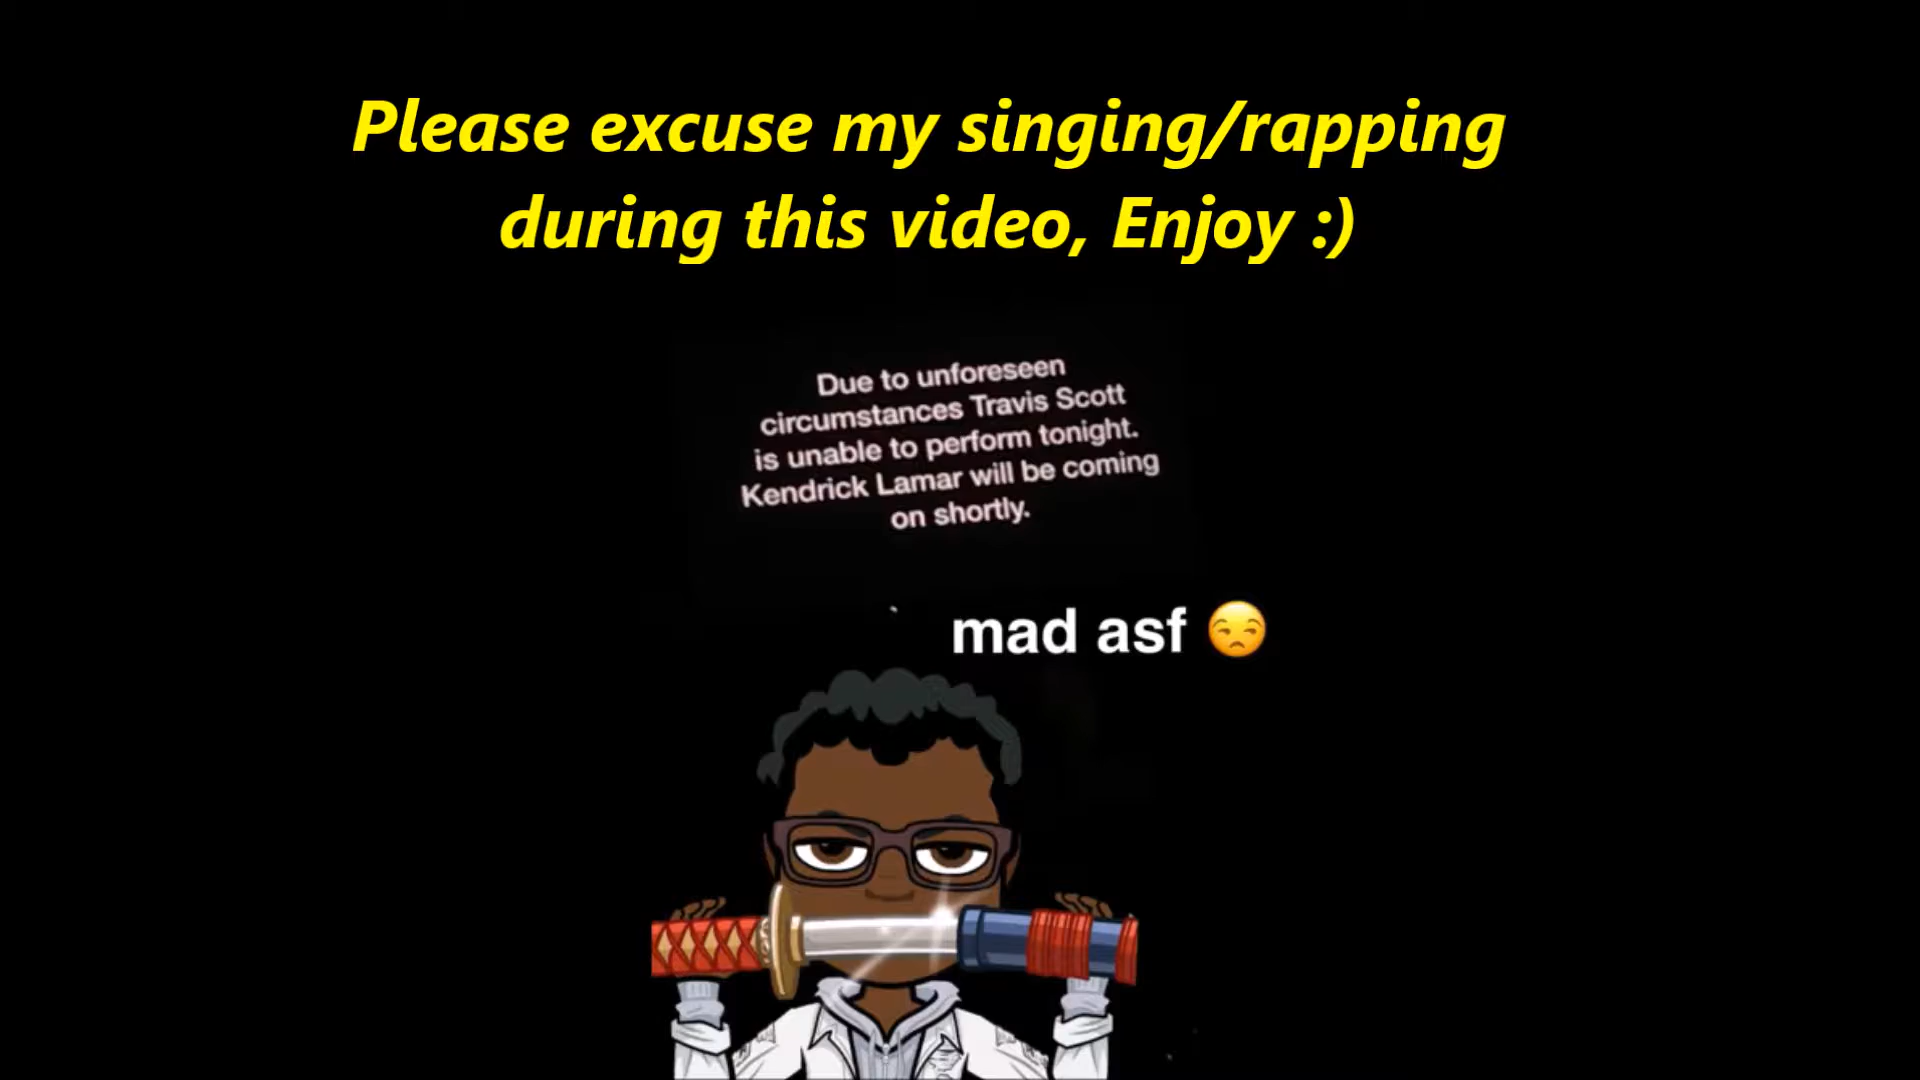 Please excuse my singing/rapping
during this video, Enjoy :)
Due to unforeseen
circumstances Travis Scott
is unable to perform tonight.
Kendrick Lamar will be coming
on shortly.
mad asf 😒